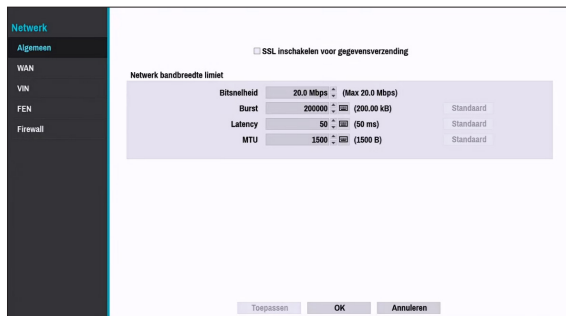 Netwerk
Algemeen
WAN
VIN
FEN
Firewall
SSL inschakelen voor gegevensverzending
Netwerk bandbreedte limiet
Bitsnelheid 20.0 Mbps (Max 20.0 Mbps)
Burst 200000 (200.00 kB) Standaard
Latency 50 (50 ms) Standaard
MTU 1500 (1500 B) Standaard
Toepassen OK Annuleren